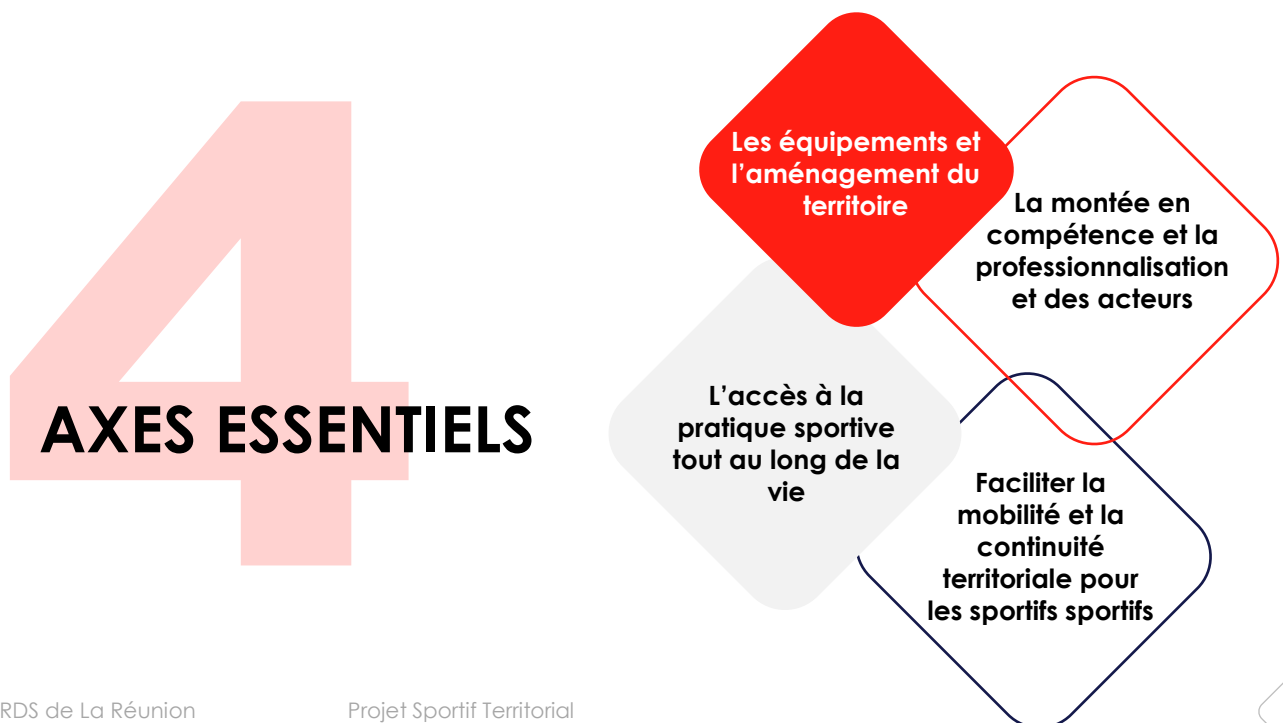 4
AXES ESSENTIELS
Les équipements et
l'aménagement du
territoire
La montée en
compétence et la
professionnalisation
et des acteurs
L'accès à la
pratique sportive
tout au long de la
vie
Faciliter la
mobilité et la
continuité
territoriale pour
les sportifs sportifs
RDS de La Réunion
Projet Sportif Territorial